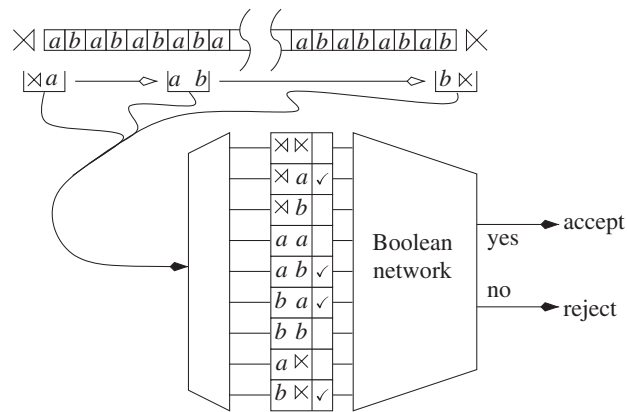 ⋊ a b a b a b a b a a b a b a b a b ⋉
⋊ a a b b ⋉
⋊ ⋉
⋊ a ✓
⋊ b
a a
a b ✓
b a ✓
b b
a ⋉
b ⋉ ✓
Boolean
network
yes
accept
no
reject